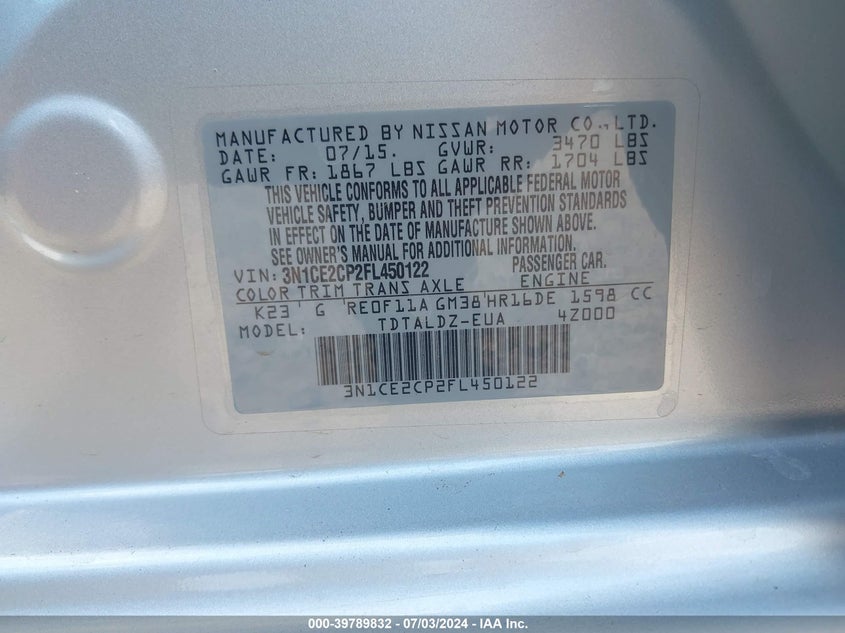 MANUFACTURED BY NISSAN MOTOR CO., LTD.
DATE: 07/15. GVWR: 3470 LBS
GAWR FR: 1867 LBS GAWR RR: 1704 LBS
THIS VEHICLE CONFORMS TO ALL APPLICABLE FEDERAL MOTOR
VEHICLE SAFETY, BUMPER AND THEFT PREVENTION STANDARDS
IN EFFECT ON THE DATE OF MANUFACTURE SHOWN ABOVE.
SEE OWNER'S MANUAL FOR ADDITIONAL INFORMATION.
VIN: 3N1CE2CP2FL450122 PASSENGER CAR.
COLOR TRIM TRANS AXLE ENGINE
K23 G RE0F11A GM38 HR16DE 1598 CC
MODEL: TDTALDZ-EUA 4Z000
3N1CE2CP2FL450122
000-39789832 - 07/03/2024 - IAA Inc.